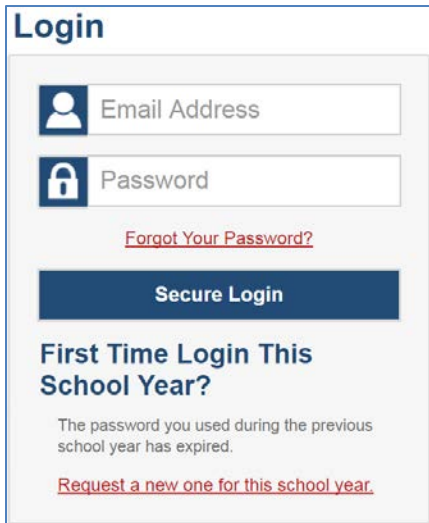 Login
Email Address
Password
Forgot Your Password?
Secure Login
First Time Login This
School Year?
The password you used during the previous
school year has expired.
Request a new one for this school year.